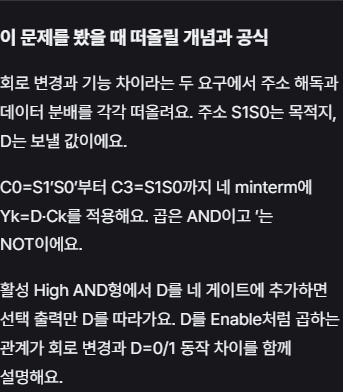 이 문제를 봤을 때 떠올릴 개념과 공식
회로 변경과 기능 차이라는 두 요구에서 주소 해독과
데이터 분배를 각각 떠올려요. 주소 S1S0는 목적지,
D는 보낼 값이에요.
C0=S1′S0′부터 C3=S1S0까지 네 minterm에
Yk=D·Ck를 적용해요. 곱은 AND이고 ′는
NOT이에요.
활성 High AND형에서 D를 네 게이트에 추가하면
선택 출력만 D를 따라가요. D를 Enable처럼 곱하는
관계가 회로 변경과 D=0/1 동작 차이를 함께
설명해요.